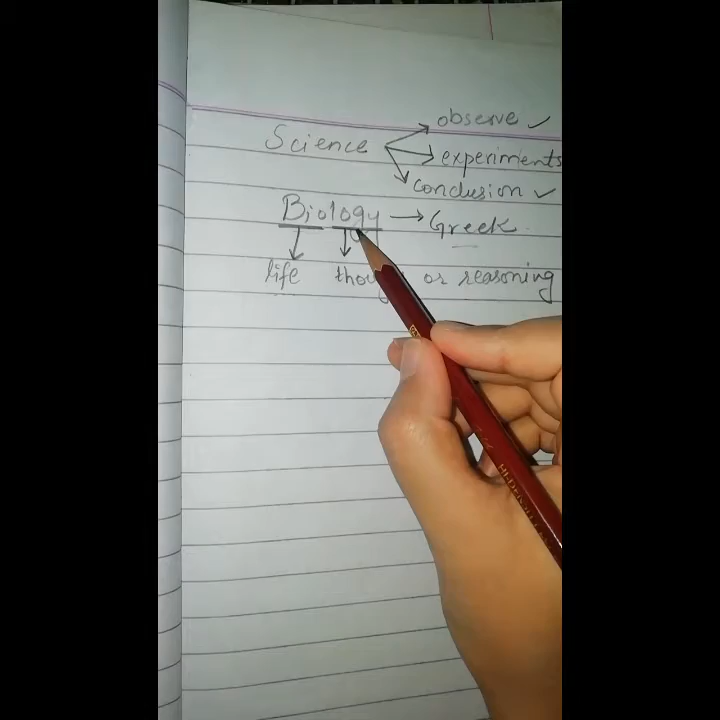 observe ✓
Science
experiments
conclusion ✓
Biology → Greek
life or reasoning